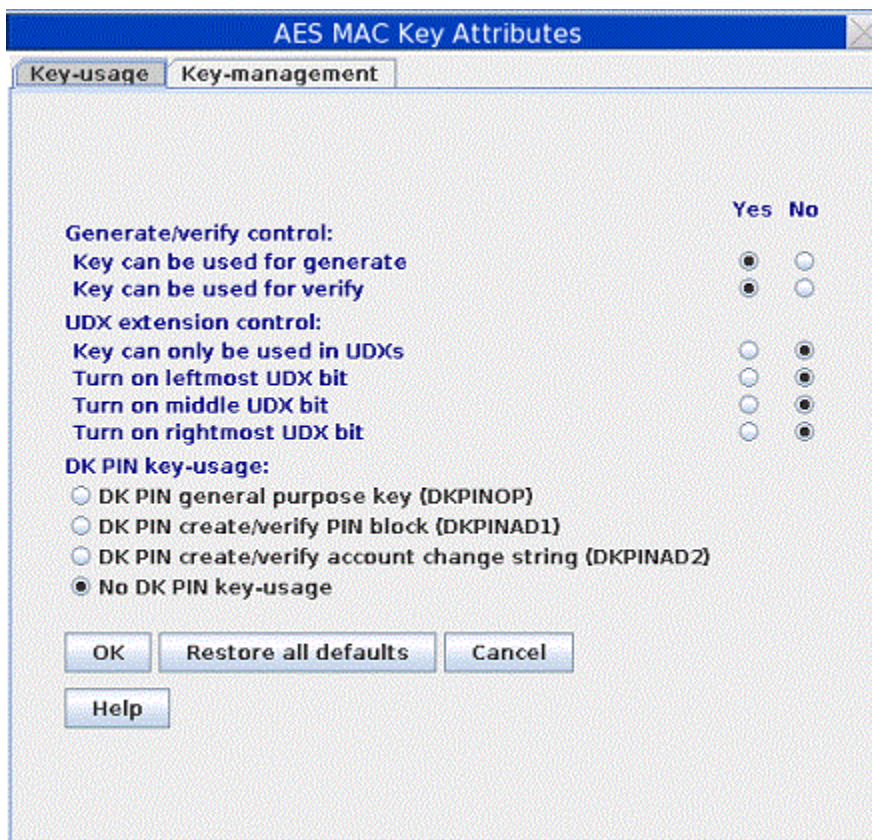 AES MAC Key Attributes
Key-usage Key-management
Yes No
Generate/verify control:
Key can be used for generate
Key can be used for verify
UDX extension control:
Key can only be used in UDXs
Turn on leftmost UDX bit
Turn on middle UDX bit
Turn on rightmost UDX bit
DK PIN key-usage:
DK PIN general purpose key (DKPINOP)
DK PIN create/verify PIN block (DKPINAD1)
DK PIN create/verify account change string (DKPINAD2)
No DK PIN key-usage
OK Restore all defaults Cancel
Help